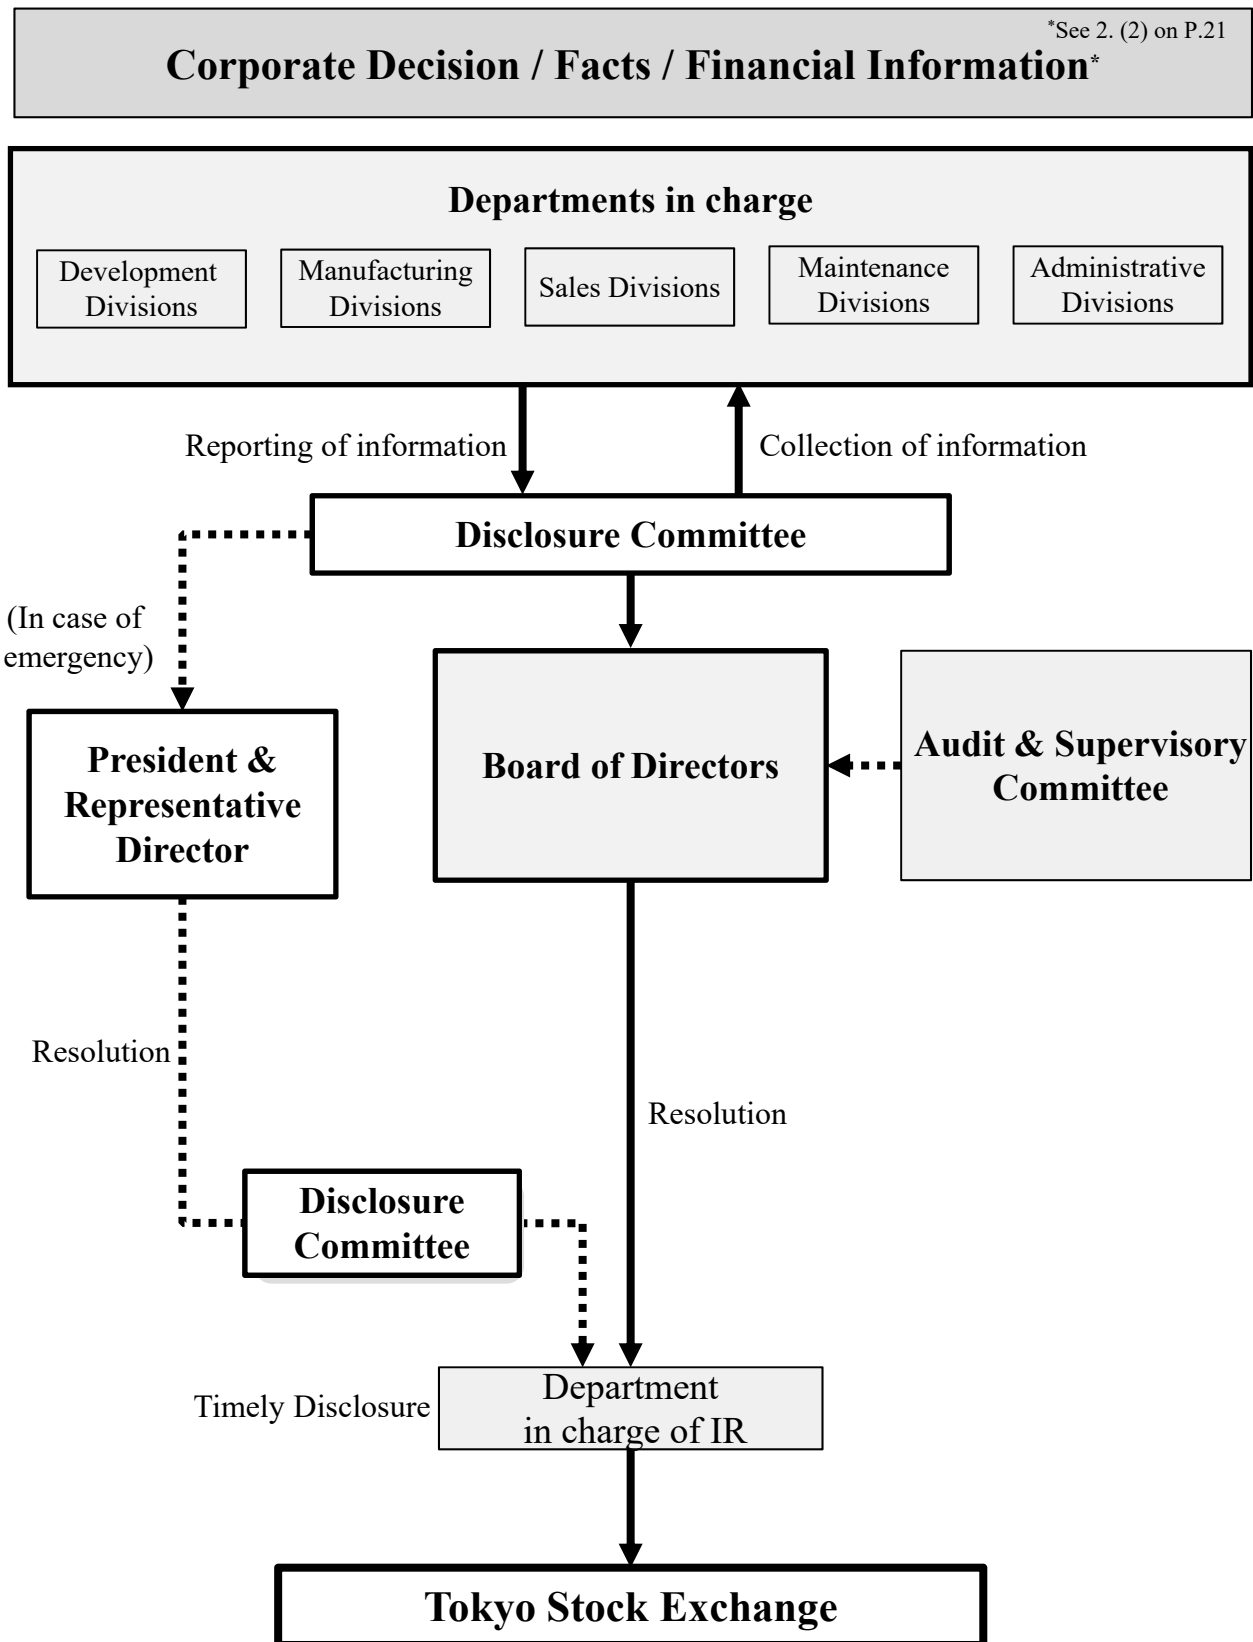 *See 2. (2) on P.21
Corporate Decision / Facts / Financial Information*
Departments in charge
Development
Divisions
Manufacturing
Divisions
Sales Divisions
Maintenance
Divisions
Administrative
Divisions
Reporting of information
Collection of information
Disclosure Committee
(In case of
emergency)
President &
Representative
Director
Board of Directors
Audit & Supervisory
Committee
Resolution
Resolution
Disclosure
Committee
Timely Disclosure
Department
in charge of IR
Tokyo Stock Exchange